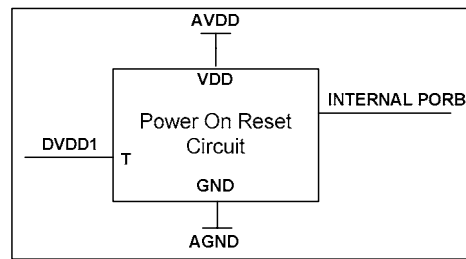 AVDD
VDD
INTERNAL PORB
Power On Reset
Circuit
DVDD1
T
GND
AGND